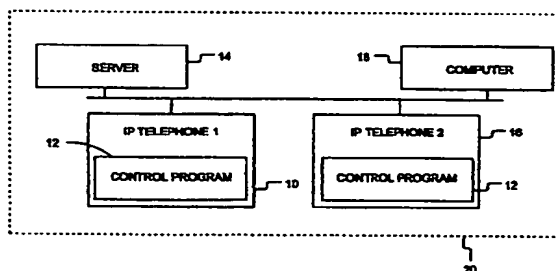 SERVER
14
18
COMPUTER
IP TELEPHONE 1
IP TELEPHONE 2
16
12
CONTROL PROGRAM
10
CONTROL PROGRAM
12
20